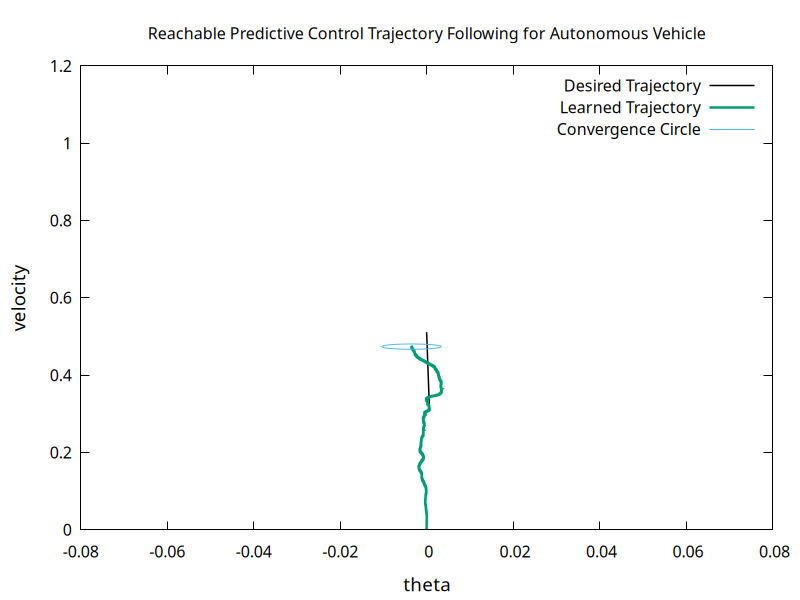 Reachable Predictive Control Trajectory Following for Autonomous Vehicle
Desired Trajectory
Learned Trajectory
Convergence Circle
1.2
1
0.8
0.6
0.4
0.2
0
velocity
-0.08 -0.06 -0.04 -0.02 0 0.02 0.04 0.06 0.08
theta